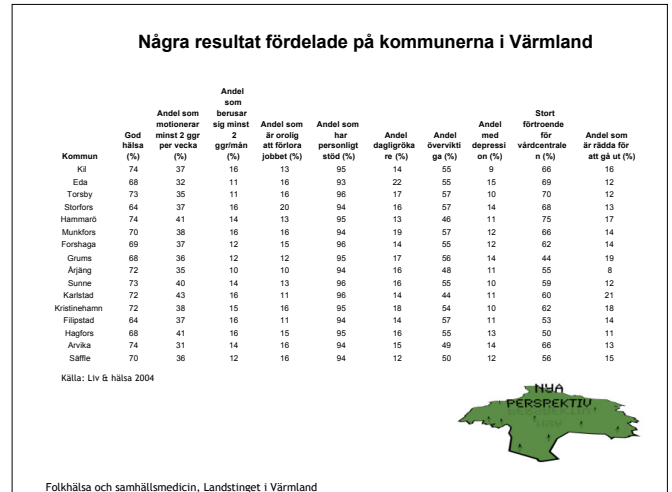 Några resultat fördelade på kommunerna i Värmland
Kommun God hälsa (%) Andel som motionerar minst 2 ggr per vecka (%) Andel som berusar sig minst 2 ggr/mån (%) Andel som är orolig att förlora jobbet (%) Andel som har personligt stöd (%) Andel dagligröka re (%) Andel överviktiga ga (%) Andel med depressi on (%) Stort förtroende för vårdcentrale n (%) Andel som är rädda för att gå ut (%)
Kil 74 37 16 13 95 14 55 9 66 16
Eda 68 32 11 16 93 22 55 15 69 12
Torsby 73 35 11 16 96 17 57 10 70 12
Storfors 64 37 16 20 94 16 57 14 68 13
Hammarö 74 41 14 13 95 13 46 11 75 17
Munkfors 70 38 16 16 94 19 57 12 66 14
Forshaga 69 37 12 15 96 14 55 12 62 14
Grums 68 36 12 12 95 17 56 14 44 19
Årjäng 72 35 10 10 94 16 48 11 55 8
Sunne 73 40 14 13 96 16 55 10 59 12
Karlstad 72 43 16 11 96 14 44 11 60 21
Kristinehamn 72 38 15 16 95 18 54 10 62 18
Filipstad 64 37 16 11 94 14 57 11 53 14
Hagfors 68 41 16 15 95 16 55 13 50 11
Arvika 74 31 14 16 94 15 49 14 66 13
Säffle 70 36 12 16 94 12 50 12 56 15
Källa: Liv & hälsa 2004
NYA
PERSPEKTIV
Folkhälsa och samhällsmedicin, Landstinget i Värmland